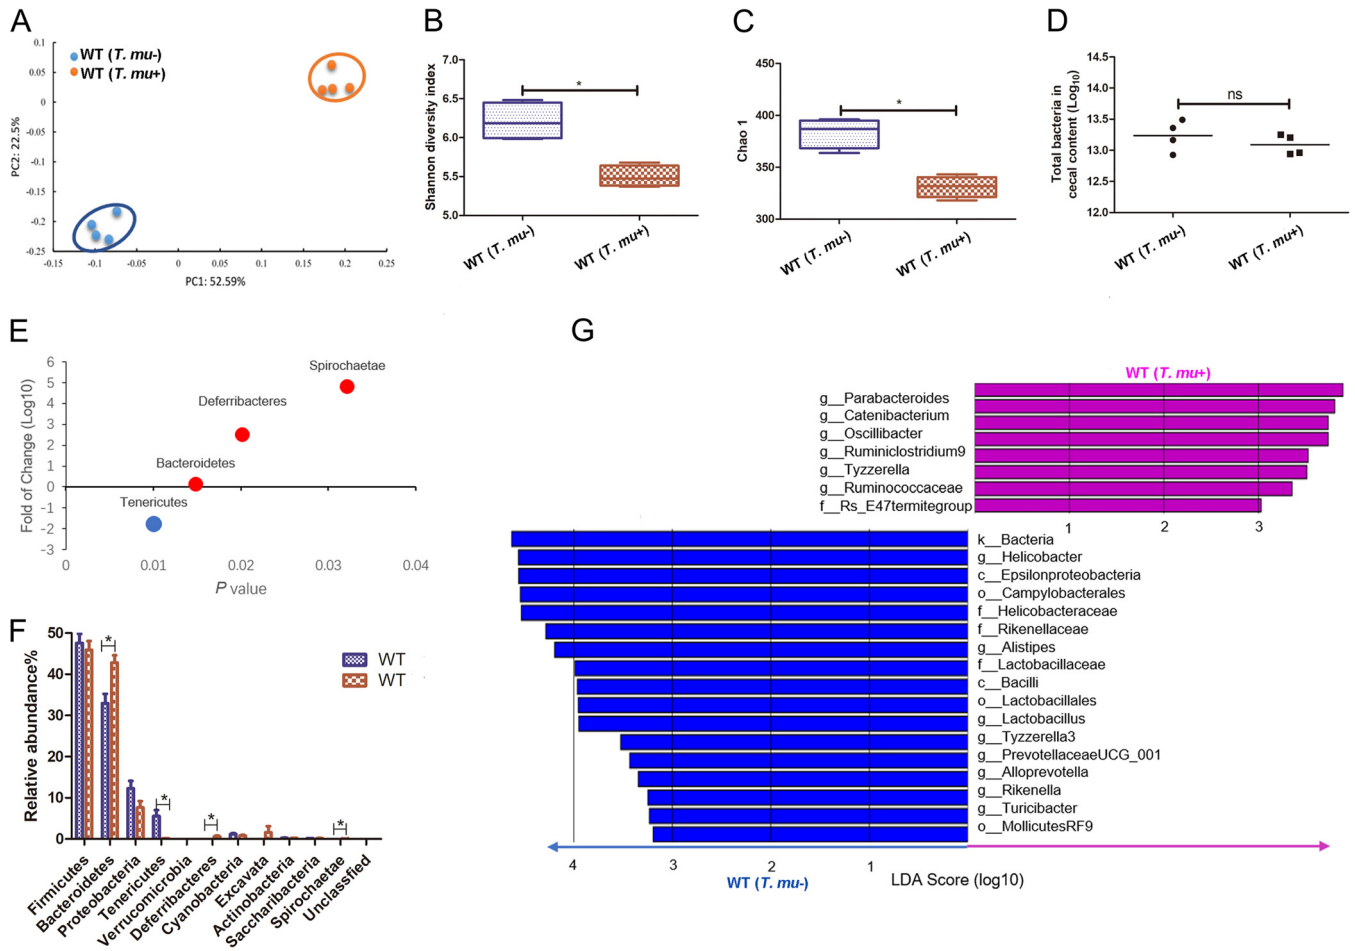 A
0.1
0.05
0
-0.05
-0.1
-0.15
-0.2
-0.25
PC2: 22.5%
WT (T. mu-)
WT (T. mu+)
-0.15
-0.1
-0.05
0
0.05
0.1
0.15
0.2
0.25
PC1: 52.59%
B
Shannon diversity index
7.0
6.5
6.0
5.5
5.0
*
WT (T. mu-)
WT (T. mu+)
C
Chao 1
450
400
350
300
*
WT (T. mu-)
WT (T. mu+)
D
Total bacteria in
cecal content (Log10)
14.5
14.0
13.5
13.0
12.5
12.0
ns
WT (T. mu-)
WT (T. mu+)
E
Fold of Change (Log10)
6
5
4
3
2
1
0
-1
-2
-3
Spirochaetae
Deferribacteres
Bacteroidetes
Tenericutes
0
0.01
0.02
0.03
0.04
P value
F
Relative abundance%
50
40
30
20
10
0
*
*
*
*
WT
WT
Firmicutes
Bacteroidetes
Proteobacteria
Tenericutes
Verrucomicrobia
Deferribacteres
Cyanobacteria
Excavata
Actinobacteria
Saccharibacteria
Spirochaetae
Unclassified
G
WT (T. mu+)
g__Parabacteroides
g__Catenibacterium
g__Oscillibacter
g__Ruminiclostridium9
g__Tyzzerella
g__Ruminococcaceae
f__Rs_E47termitegroup
1
2
3
k__Bacteria
g__Helicobacter
c__Epsilonproteobacteria
o__Campylobacterales
f__Helicobacteraceae
f__Rikenellaceae
g__Alistipes
f__Lactobacillaceae
c__Bacilli
o__Lactobacillales
g__Lactobacillus
g__Tyzzerella3
g__PrevotellaceaeUCG_001
g__Alloprevotella
g__Rikenella
g__Turicibacter
o__MollicutesRF9
4
3
2
1
WT (T. mu-)
LDA Score (log10)